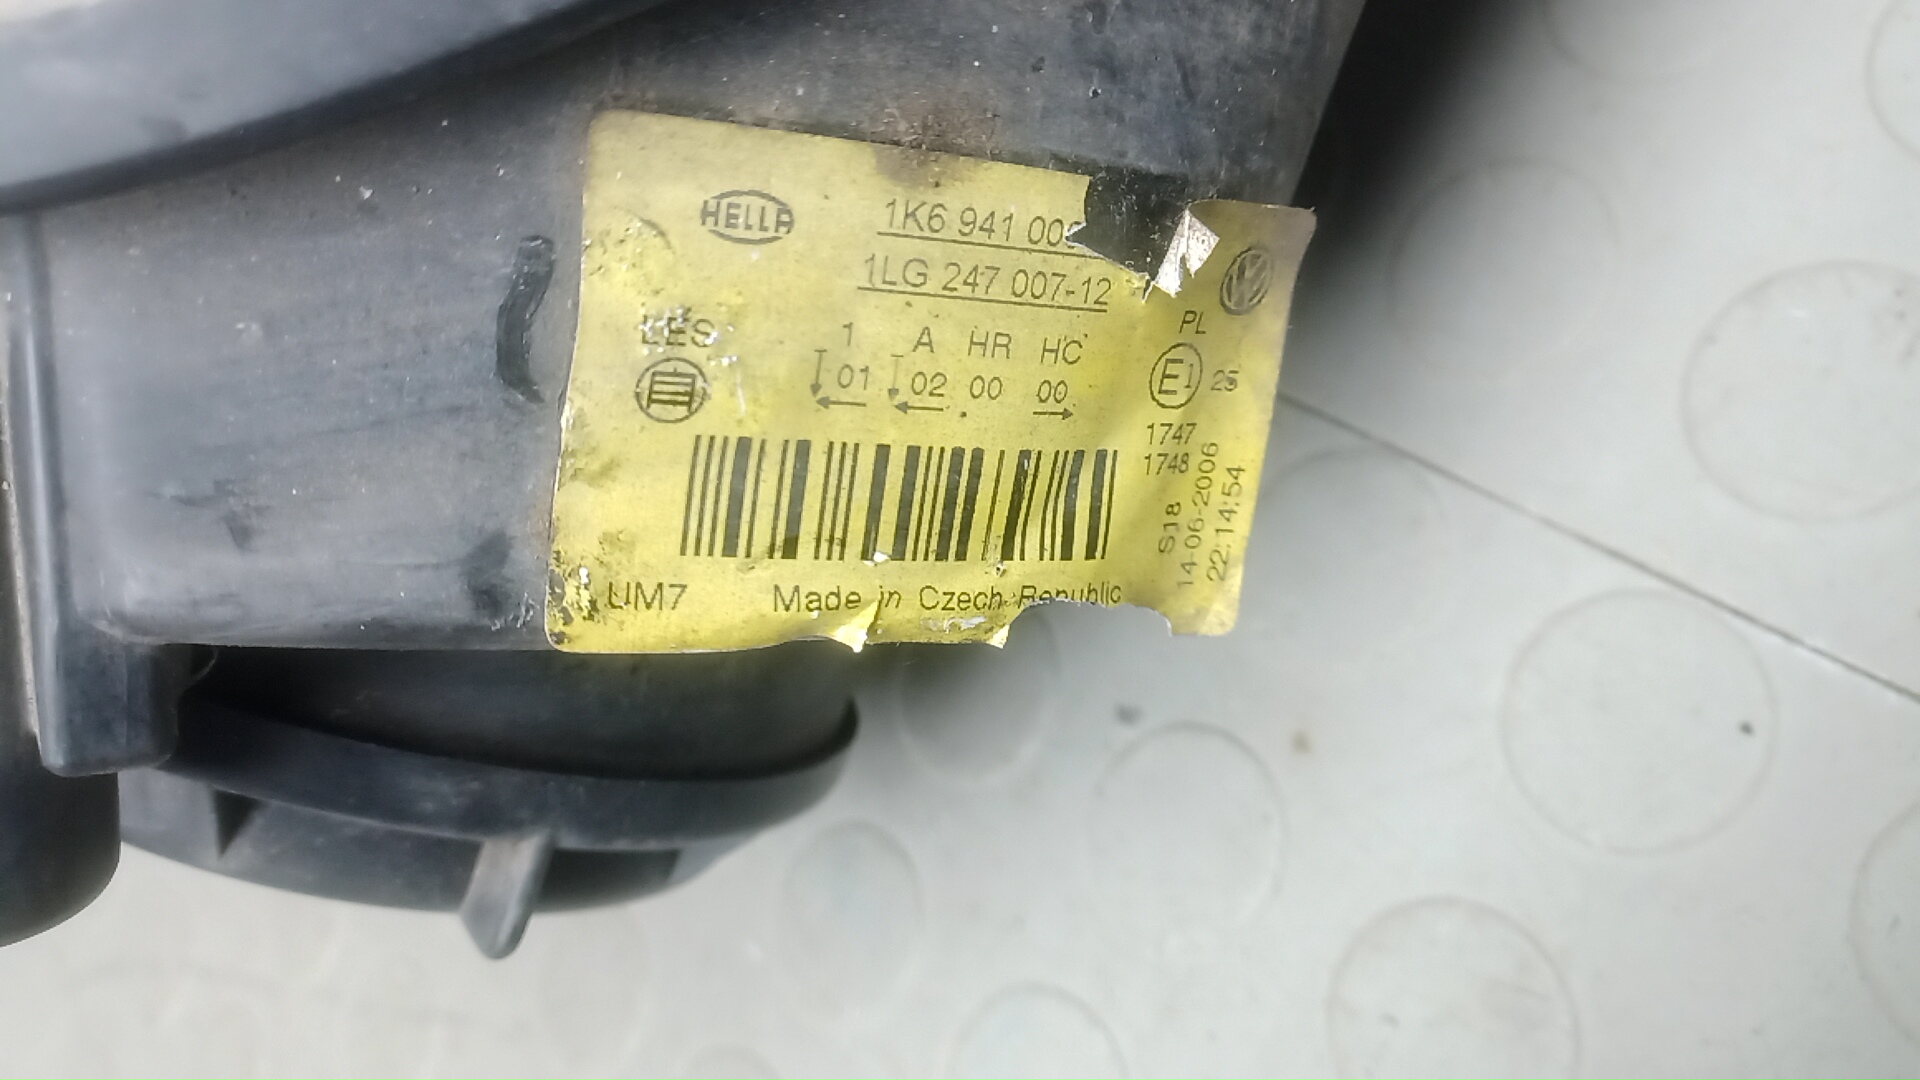 HELLA
1K6 941 00
1LG 247 007-12
LES
1 A HR HC
01 02 00 00
PL
E1 25
1747
1748
S18
14-06-2006
22:14:54
UM7
Made in Czech Republic